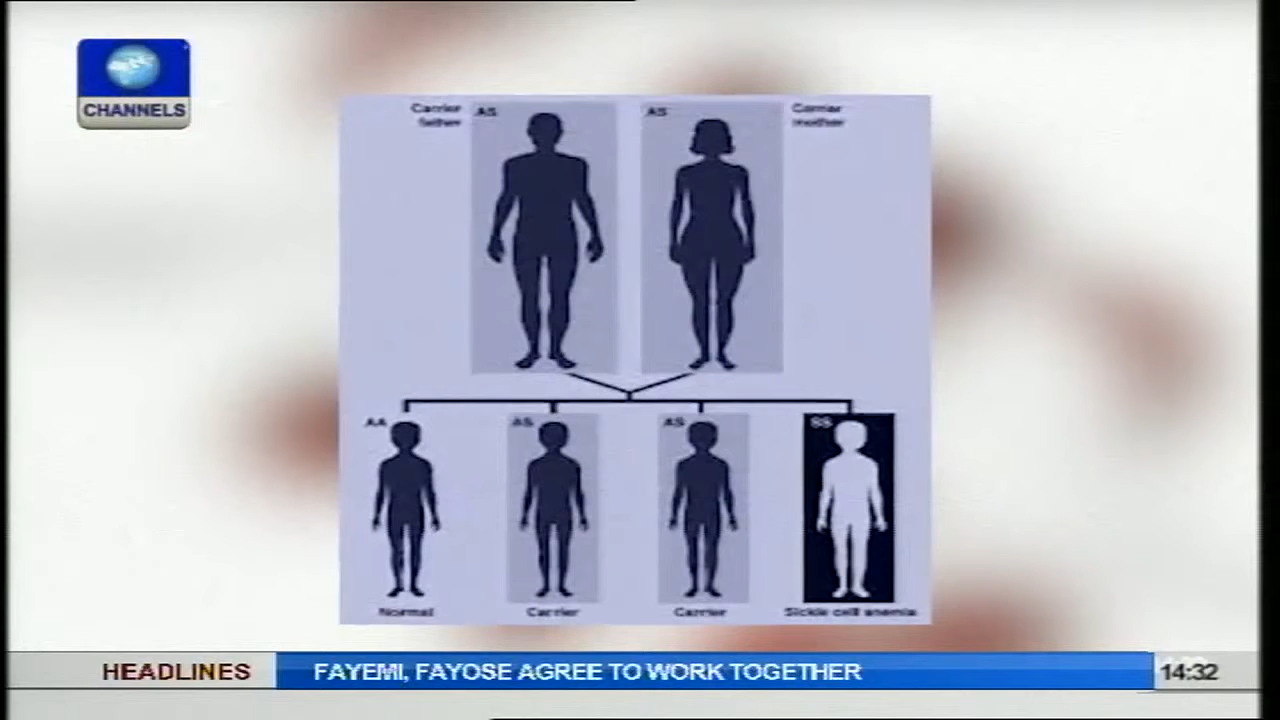 CHANNELS
Carrier
father
AS
AS
Carrier
mother
AA
AS
AS
SS
Normal
Carrier
Carrier
Sickle cell anemia
HEADLINES
FAYEMI, FAYOSE AGREE TO WORK TOGETHER
14:32